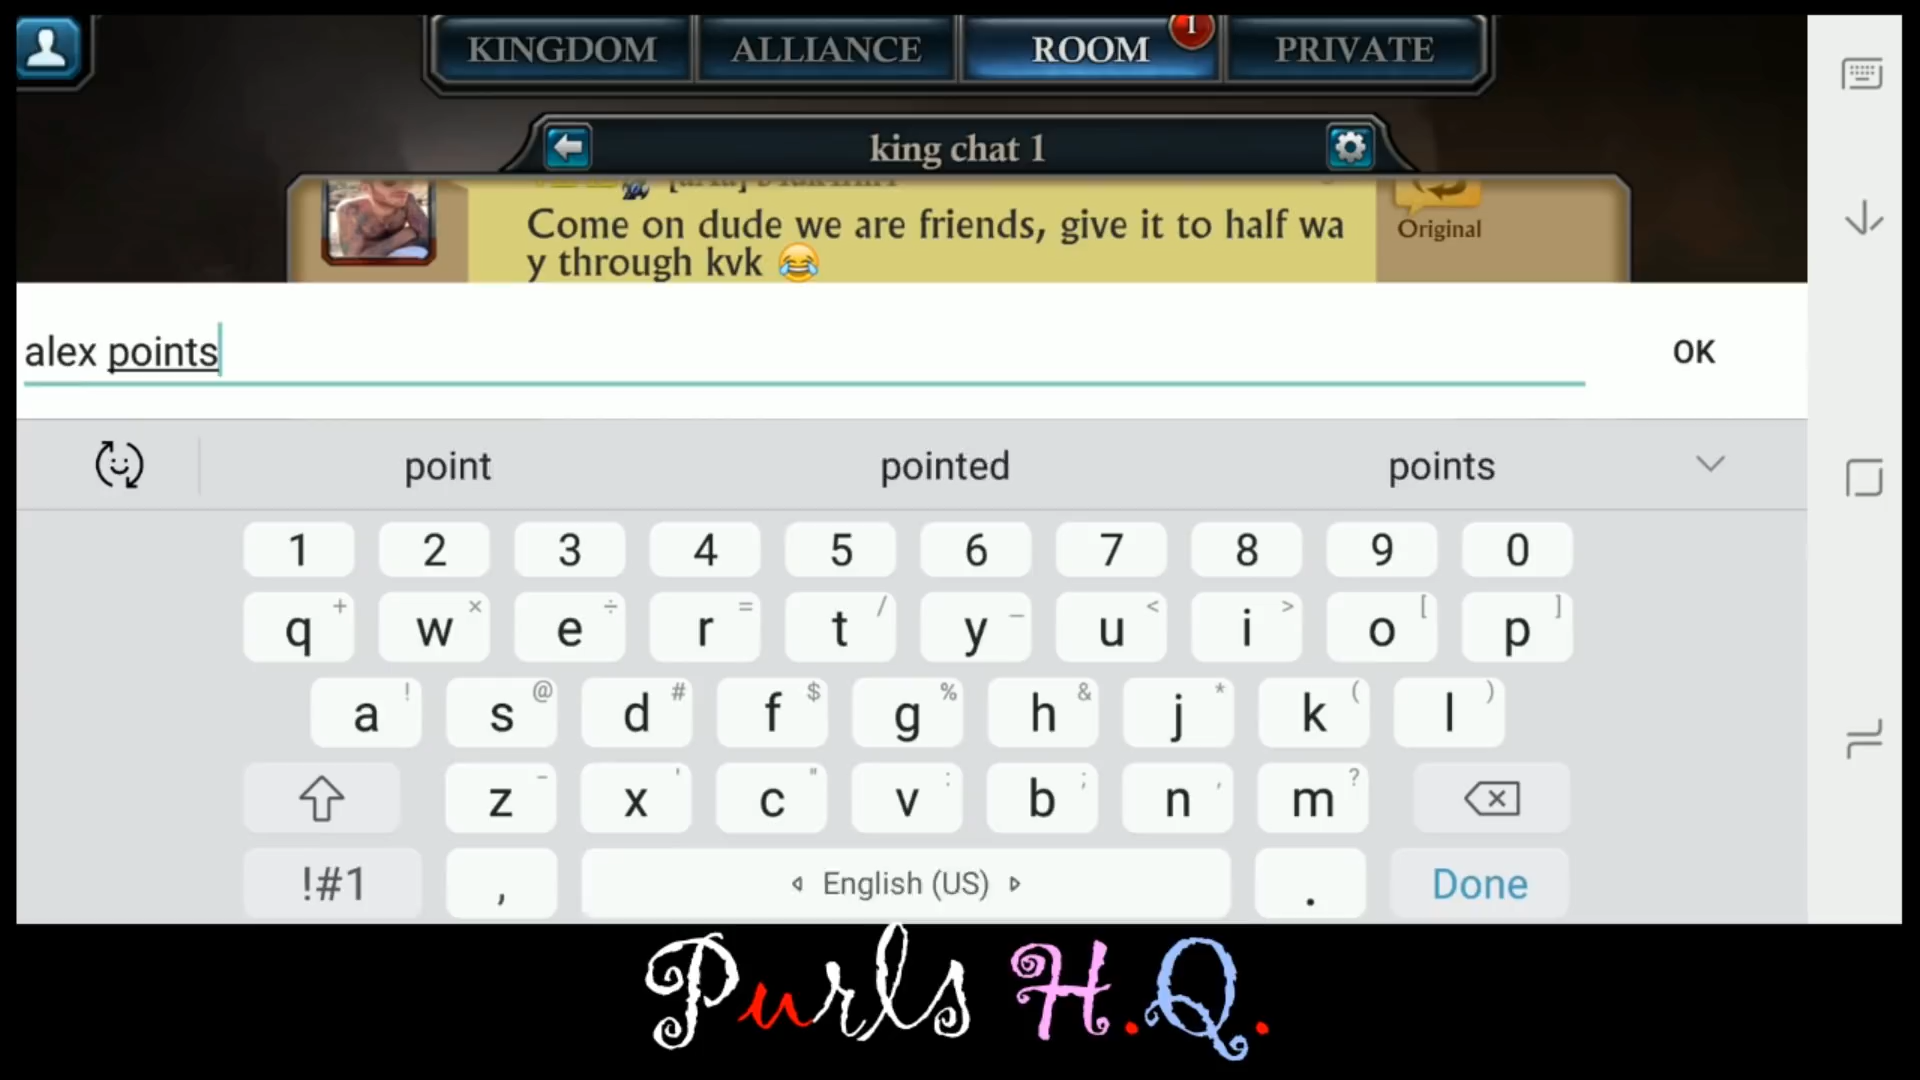 KINGDOM ALLIANCE ROOM 1 PRIVATE
king chat 1
Come on dude we are friends, give it to half wa
y through kvk 😂
Original
alex points
OK
point pointed points
1 2 3 4 5 6 7 8 9 0
+ × ÷ = / _ < > [ ]
q w e r t y u i o p
! @ # $ % & * ( )
a s d f g h j k l
- ' " : ; , ?
z x c v b n m
!#1 , English (US) . Done
Purls H.Q.